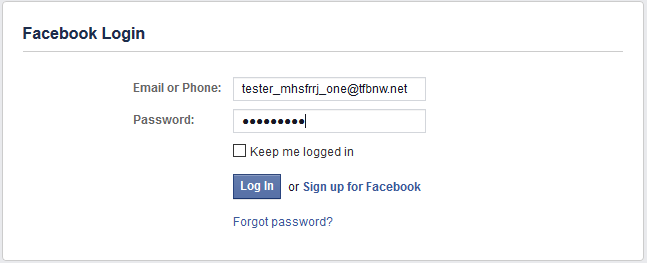 Facebook Login
Email or Phone: tester_mhsfrrj_one@tfbnw.net
Password: •••••••••
Keep me logged in
Log In or Sign up for Facebook
Forgot password?